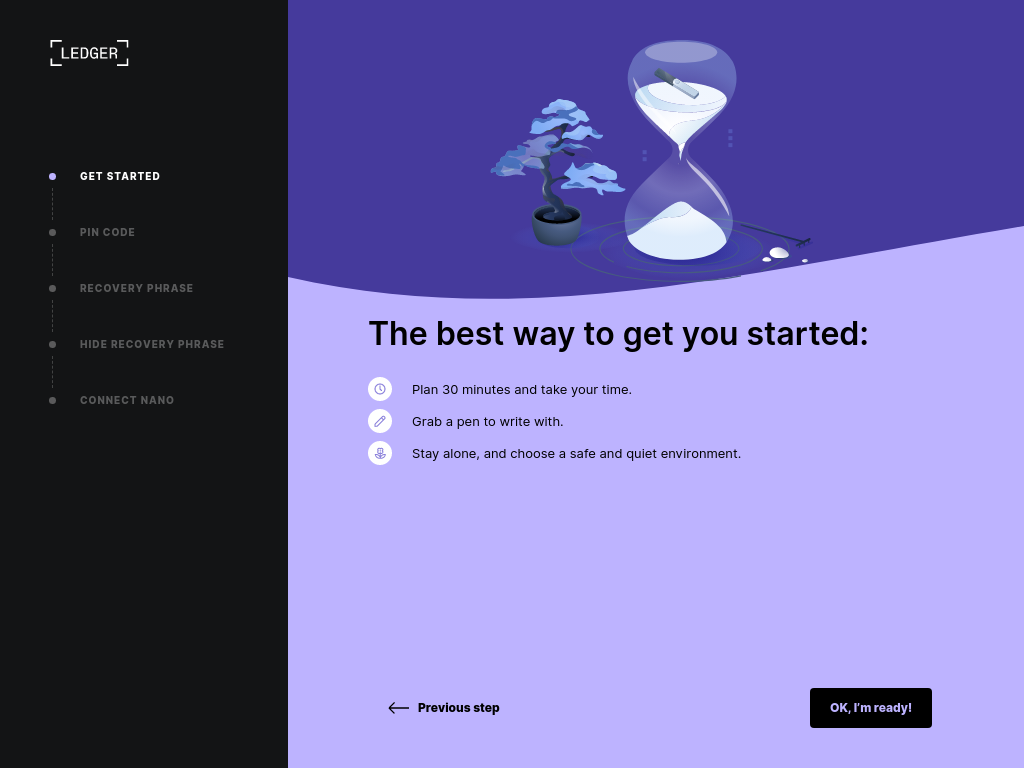 LEDGER
GET STARTED
PIN CODE
RECOVERY PHRASE
HIDE RECOVERY PHRASE
CONNECT NANO
The best way to get you started:
Plan 30 minutes and take your time.
Grab a pen to write with.
Stay alone, and choose a safe and quiet environment.
Previous step
OK, I'm ready!